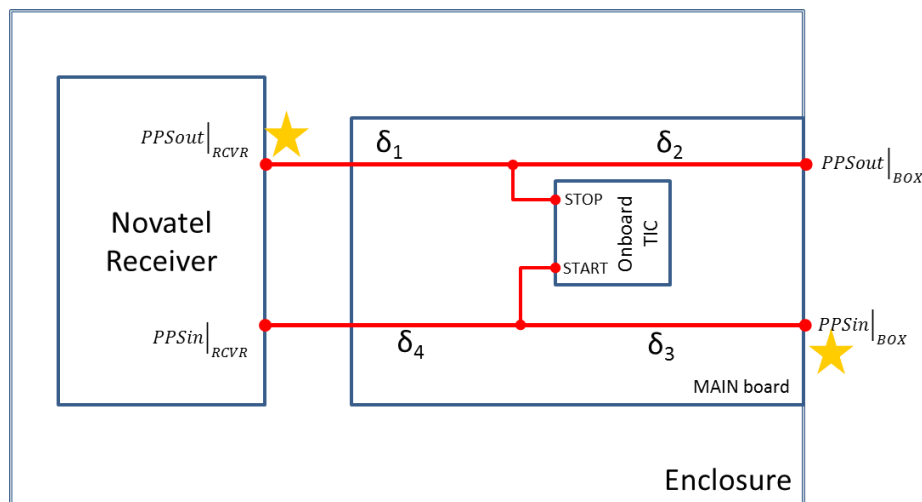 PPSout|RCVR
δ1
δ2
PPSout|BOX
STOP
Onboard
TIC
Novatel
Receiver
START
PPSin|RCVR
δ4
δ3
PPSin|BOX
MAIN board
Enclosure